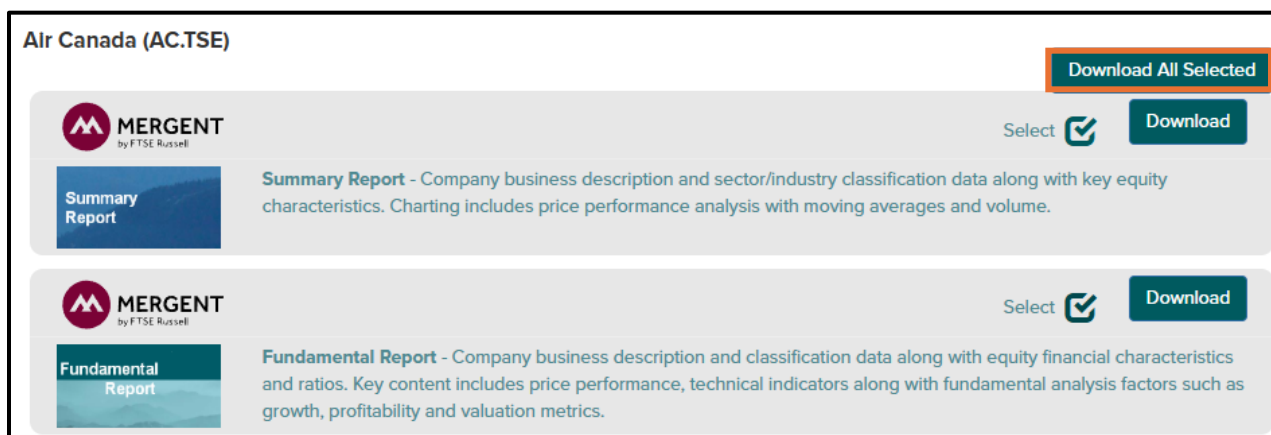 Air Canada (AC.TSE)
Download All Selected
MERGENT
by FTSE Russell
Select
Download
Summary
Report
Summary Report - Company business description and sector/industry classification data along with key equity
characteristics. Charting includes price performance analysis with moving averages and volume.
MERGENT
by FTSE Russell
Select
Download
Fundamental
Report
Fundamental Report - Company business description and classification data along with equity financial characteristics
and ratios. Key content includes price performance, technical indicators along with fundamental analysis factors such as
growth, profitability and valuation metrics.